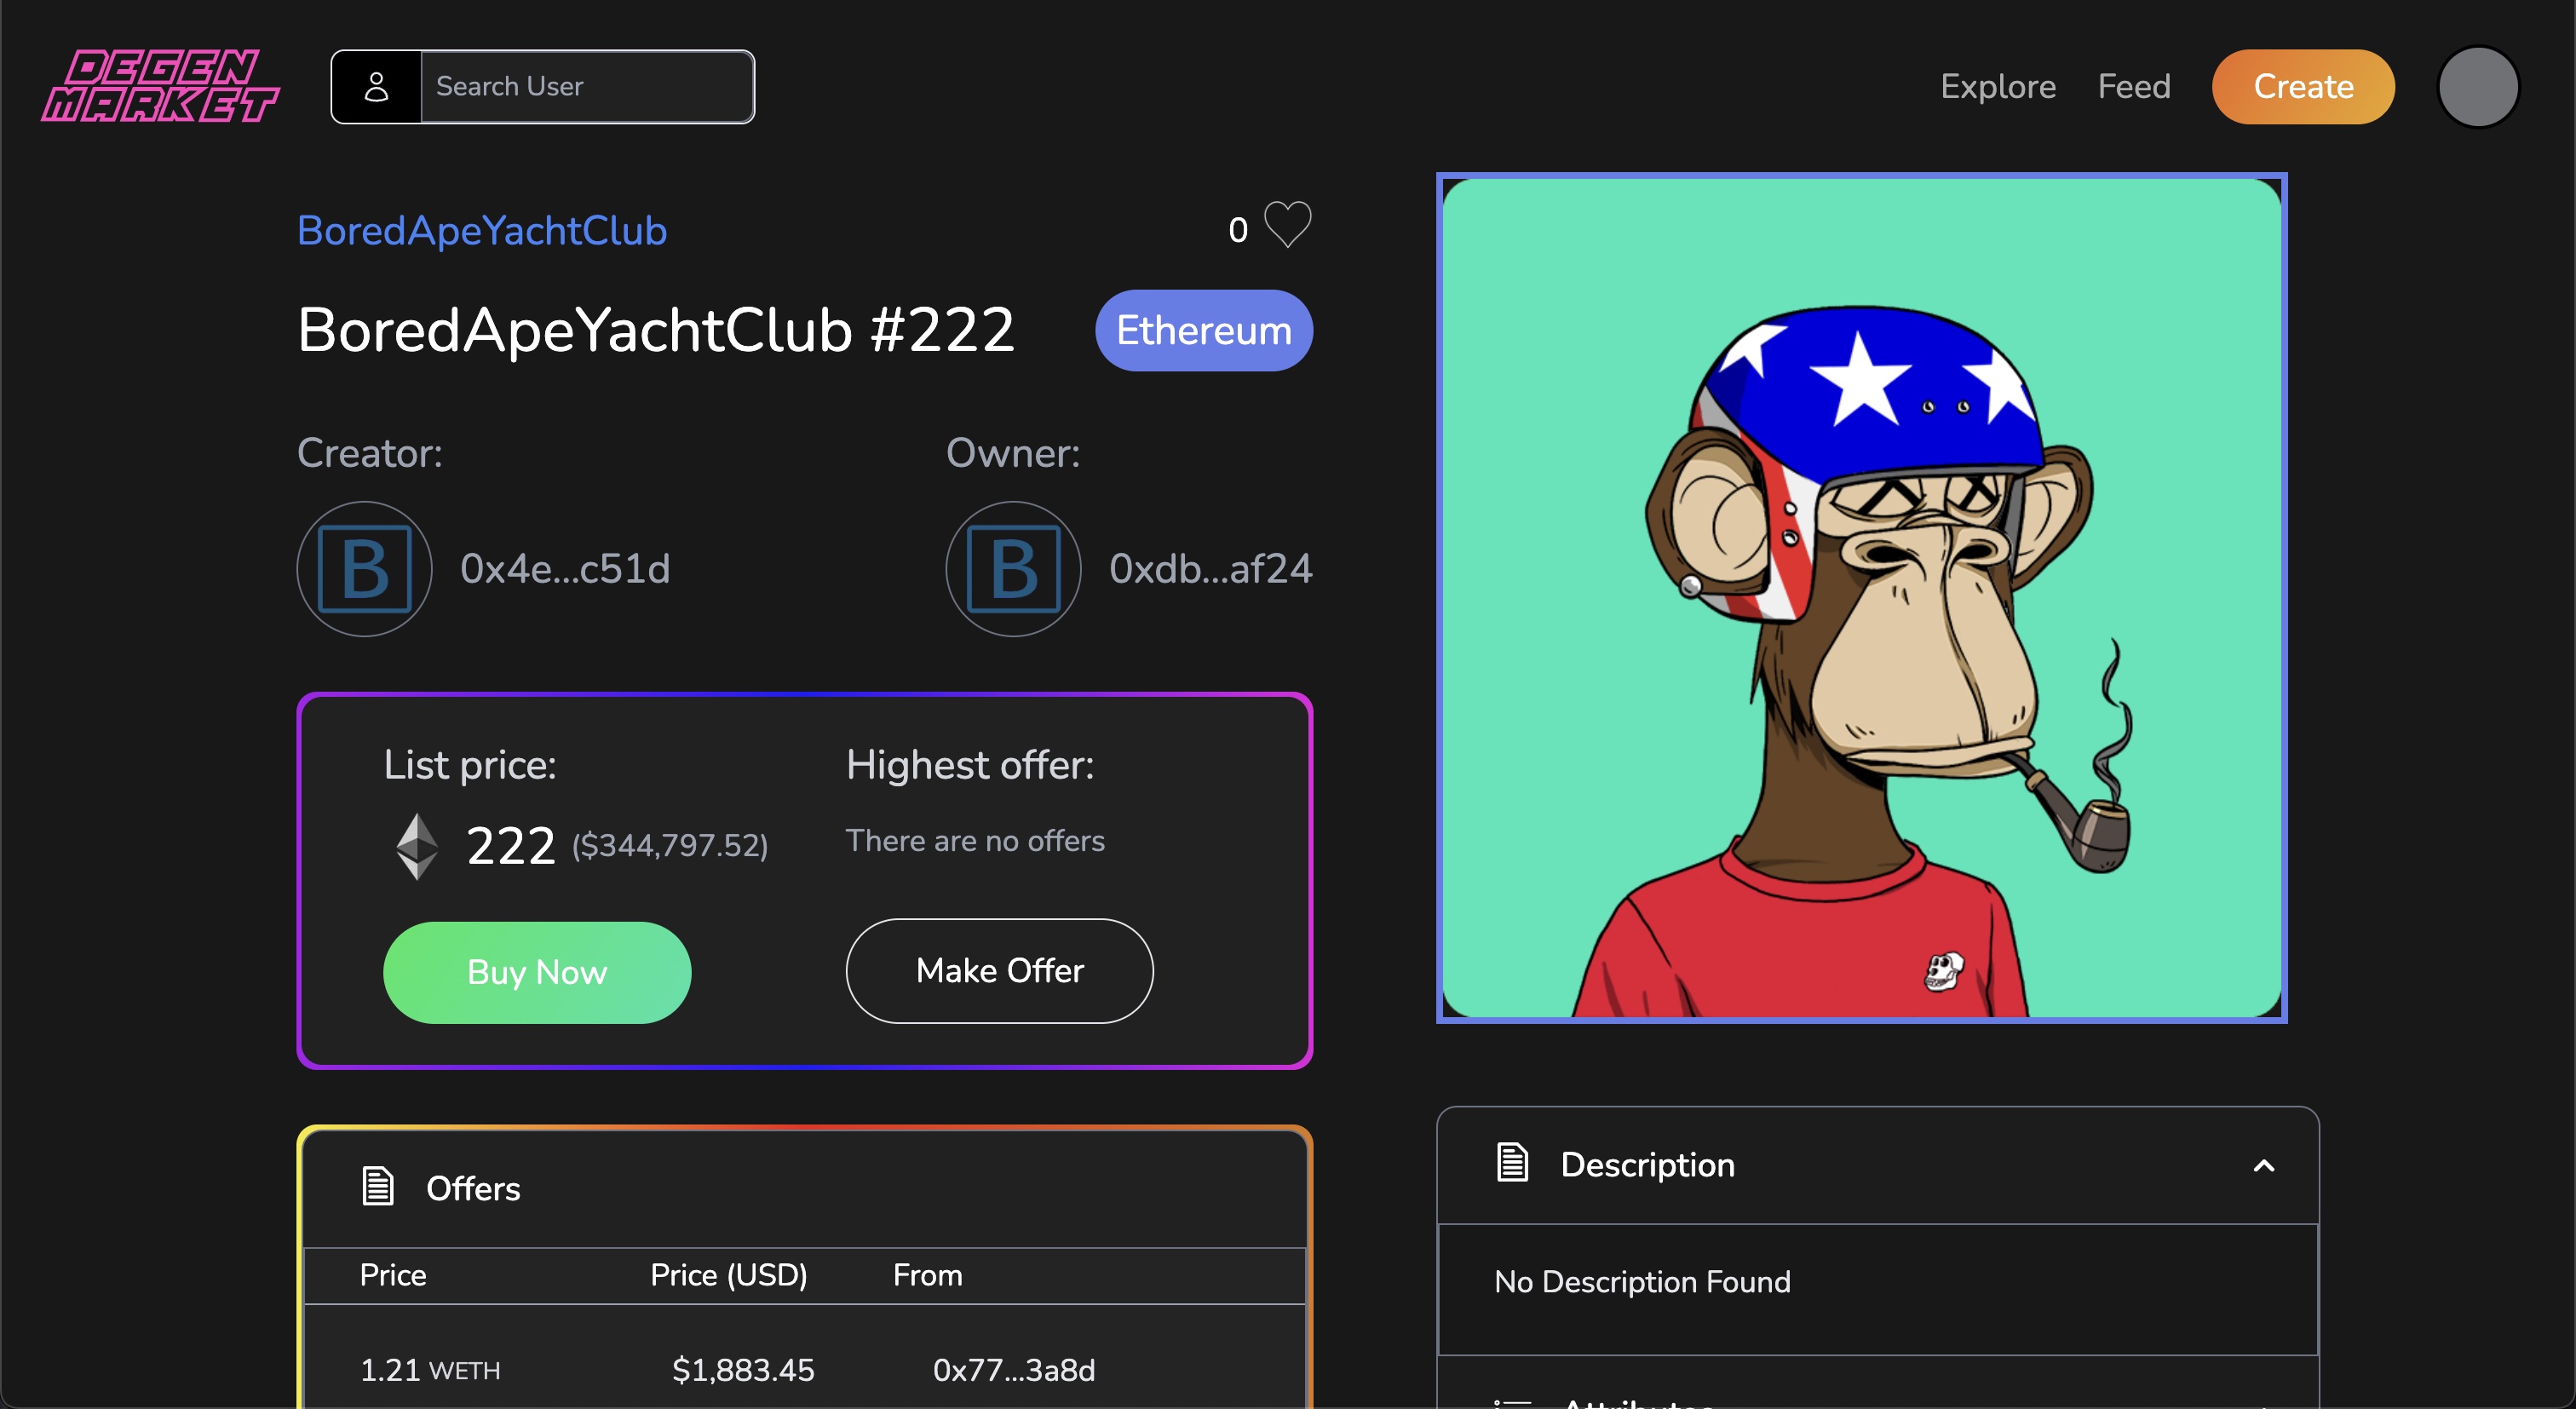 DEGEN
MARKET
Search User
Explore
Feed
Create
BoredApeYachtClub
0
BoredApeYachtClub #222
Ethereum
Creator:
Owner:
B
0x4e...c51d
B
0xdb...af24
List price:
Highest offer:
222 ($344,797.52)
There are no offers
Buy Now
Make Offer
Offers
Price
Price (USD)
From
1.21 WETH
$1,883.45
0x77...3a8d
Description
No Description Found
Attributes